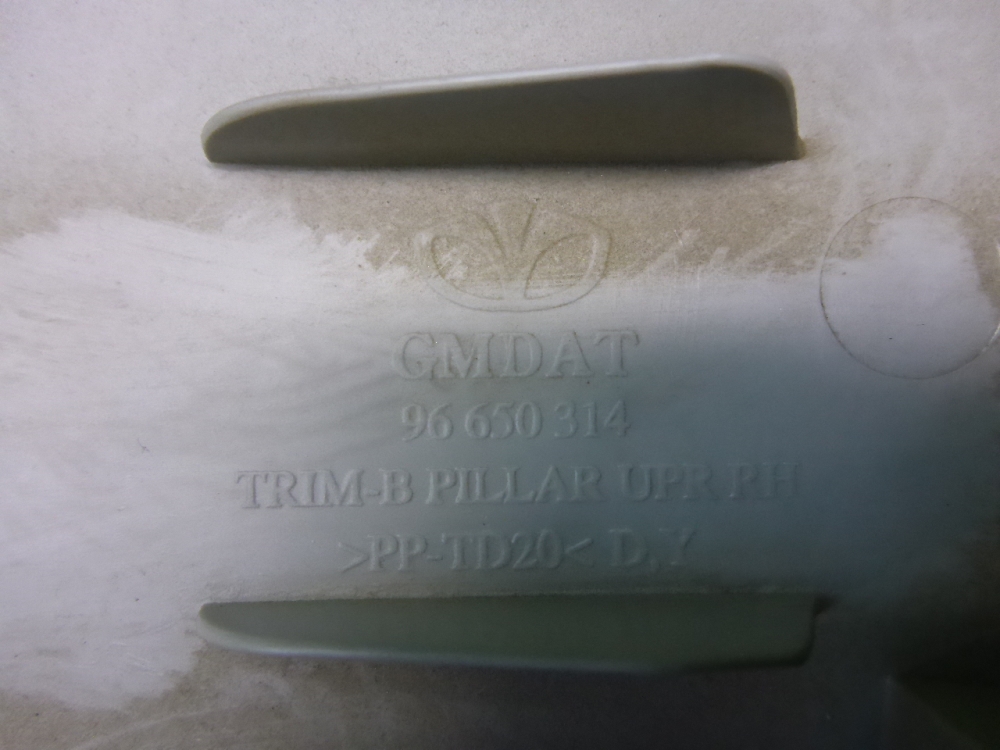 GMDAT
96 650 314
TRIM-B PILLAR UPR RH
>PP-TD20< D,Y